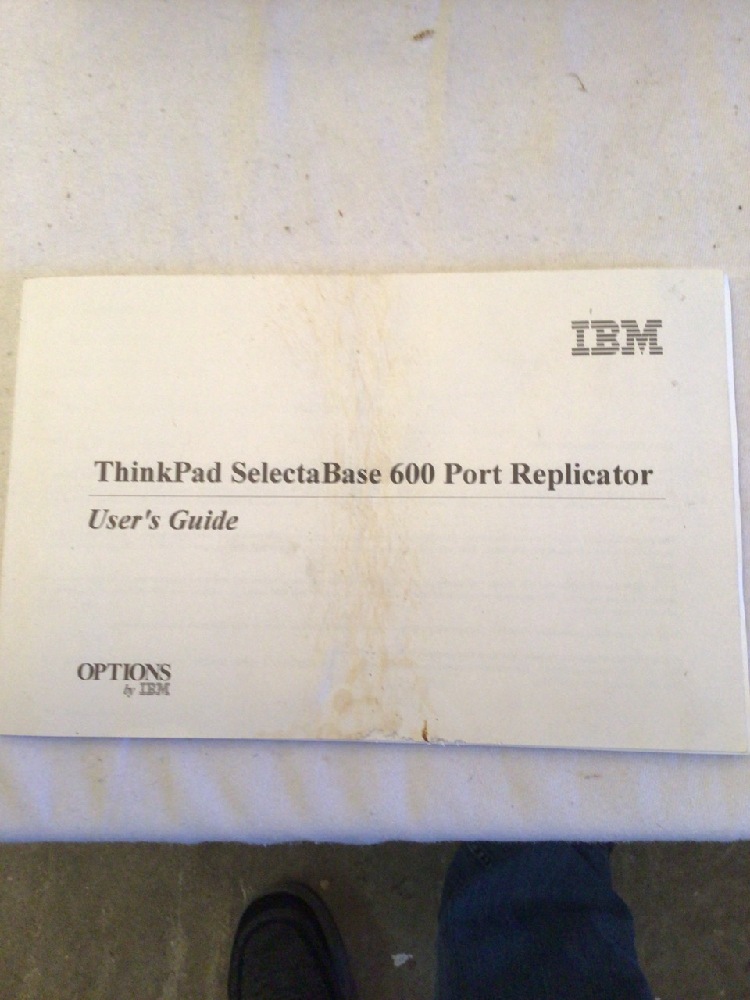 IBM
ThinkPad SelectaBase 600 Port Replicator
User's Guide
OPTIONS
by IBM